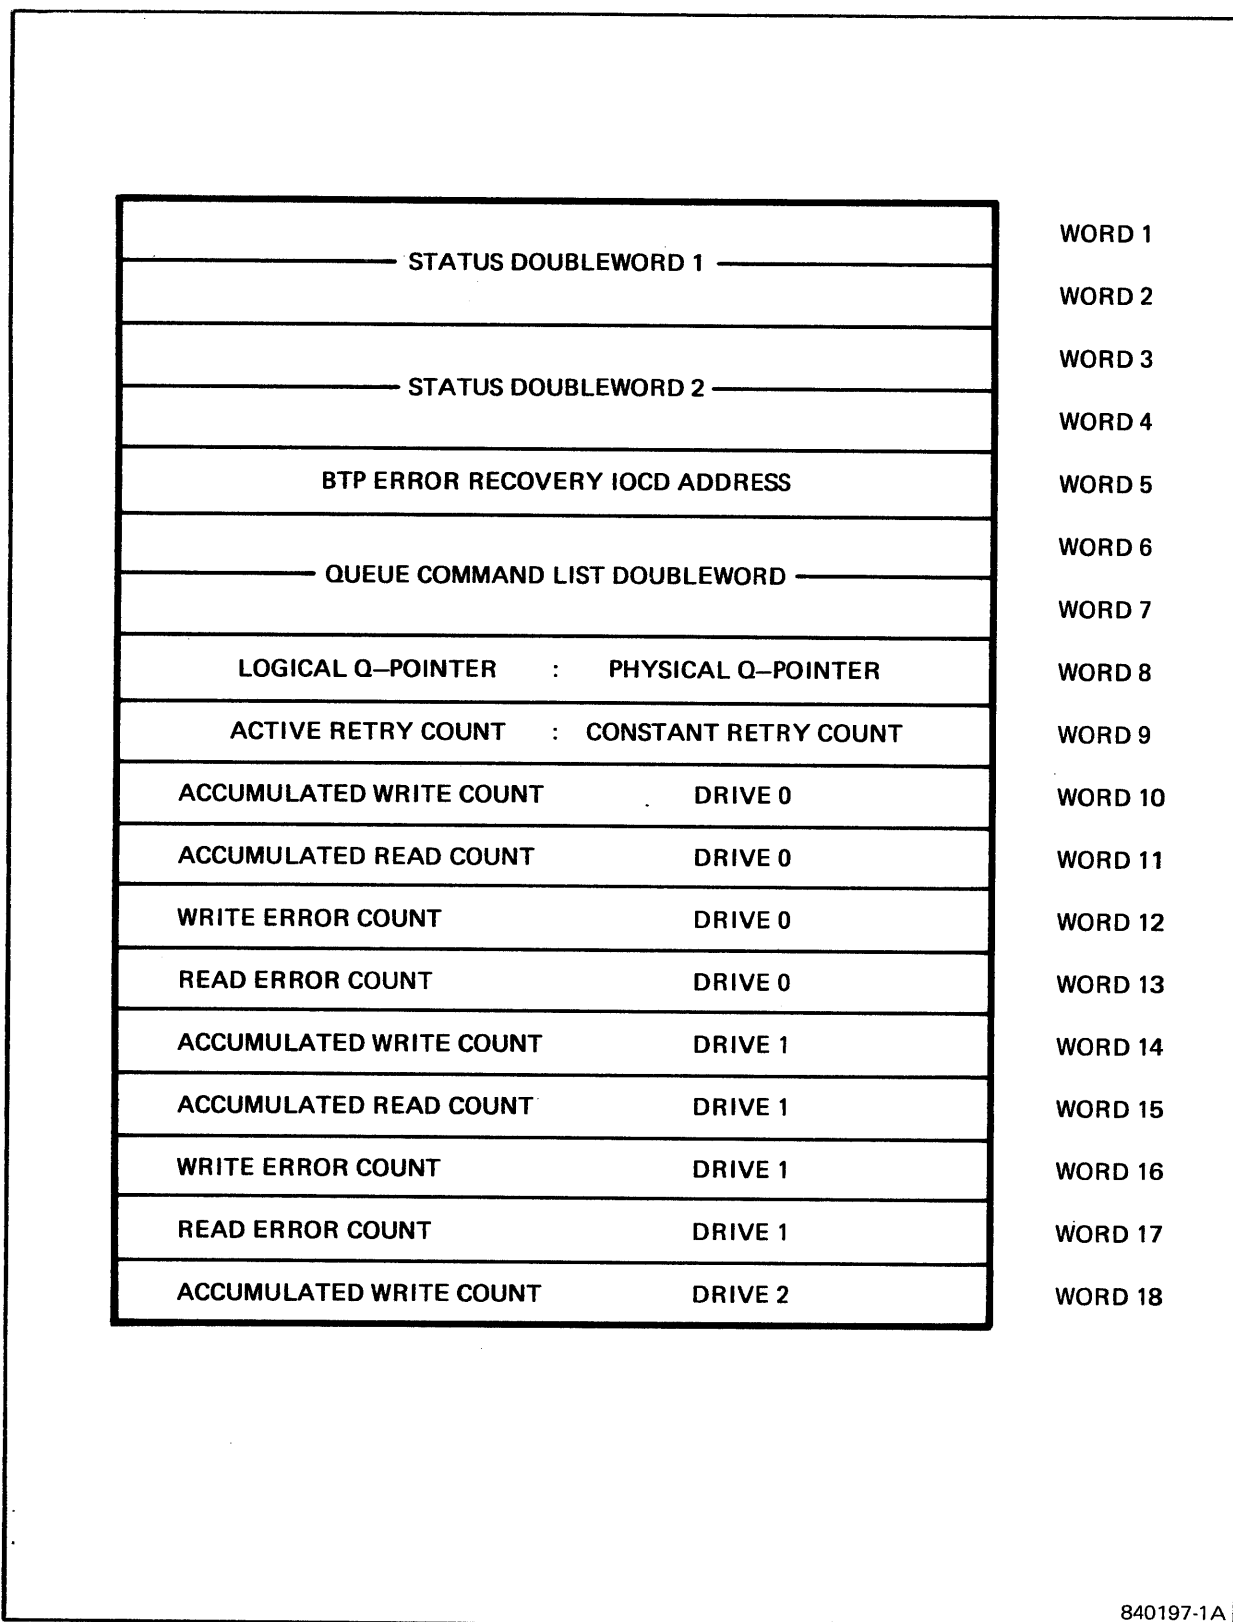 WORD 1
STATUS DOUBLEWORD 1
WORD 2
WORD 3
STATUS DOUBLEWORD 2
WORD 4
BTP ERROR RECOVERY IOCD ADDRESS WORD 5
WORD 6
QUEUE COMMAND LIST DOUBLEWORD
WORD 7
LOGICAL Q–POINTER : PHYSICAL Q–POINTER WORD 8
ACTIVE RETRY COUNT : CONSTANT RETRY COUNT WORD 9
ACCUMULATED WRITE COUNT DRIVE 0 WORD 10
ACCUMULATED READ COUNT DRIVE 0 WORD 11
WRITE ERROR COUNT DRIVE 0 WORD 12
READ ERROR COUNT DRIVE 0 WORD 13
ACCUMULATED WRITE COUNT DRIVE 1 WORD 14
ACCUMULATED READ COUNT DRIVE 1 WORD 15
WRITE ERROR COUNT DRIVE 1 WORD 16
READ ERROR COUNT DRIVE 1 WORD 17
ACCUMULATED WRITE COUNT DRIVE 2 WORD 18
840197-1A